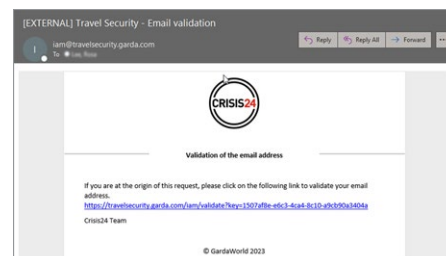 [EXTERNAL] Travel Security - Email validation
I
iam@travelsecurity.garda.com
To
Reply
Reply All
Forward
CRISIS24
Validation of the email address
If you are at the origin of this request, please click on the following link to validate your email
address.
https://travelsecurity.garda.com/iam/validate?key=1507af8e-e6c3-4ca4-8c10-a9cb90a3404a
Crisis24 Team
© GardaWorld 2023